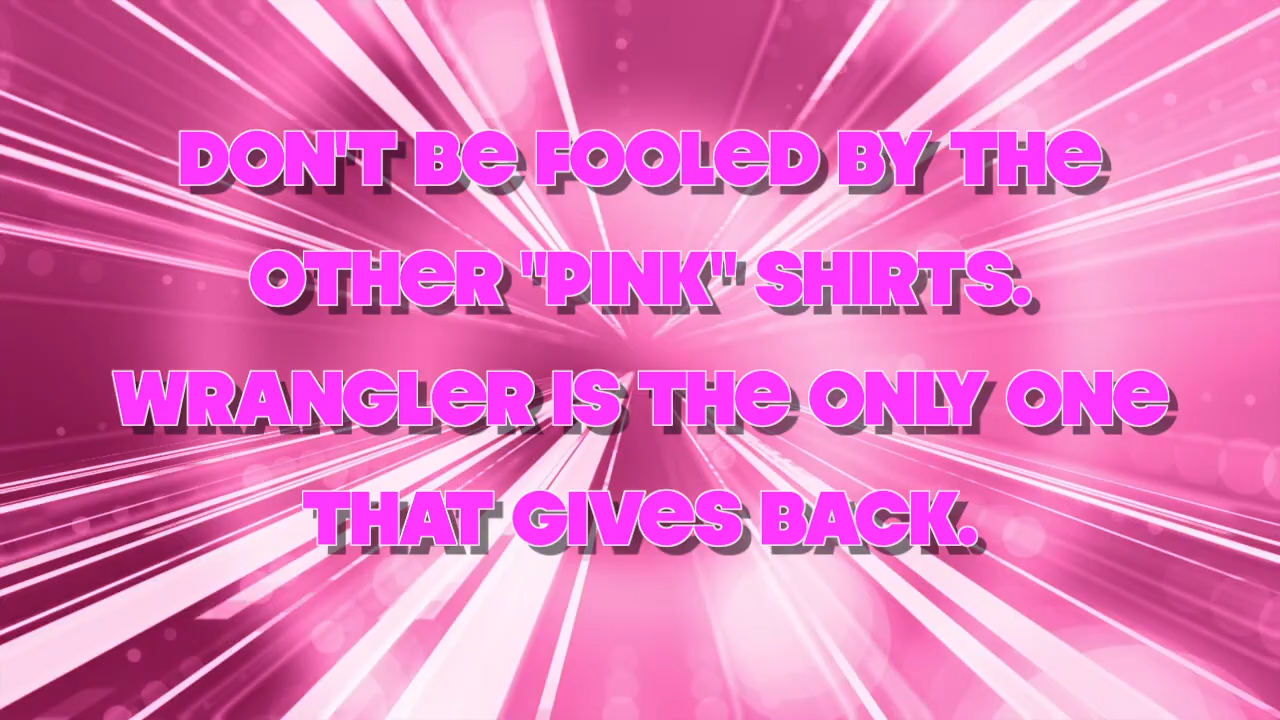 DON'T BE FOOLED BY THE
OTHER "PINK" SHIRTS.
WRANGLER IS THE ONLY ONE
THAT GIVES BACK.